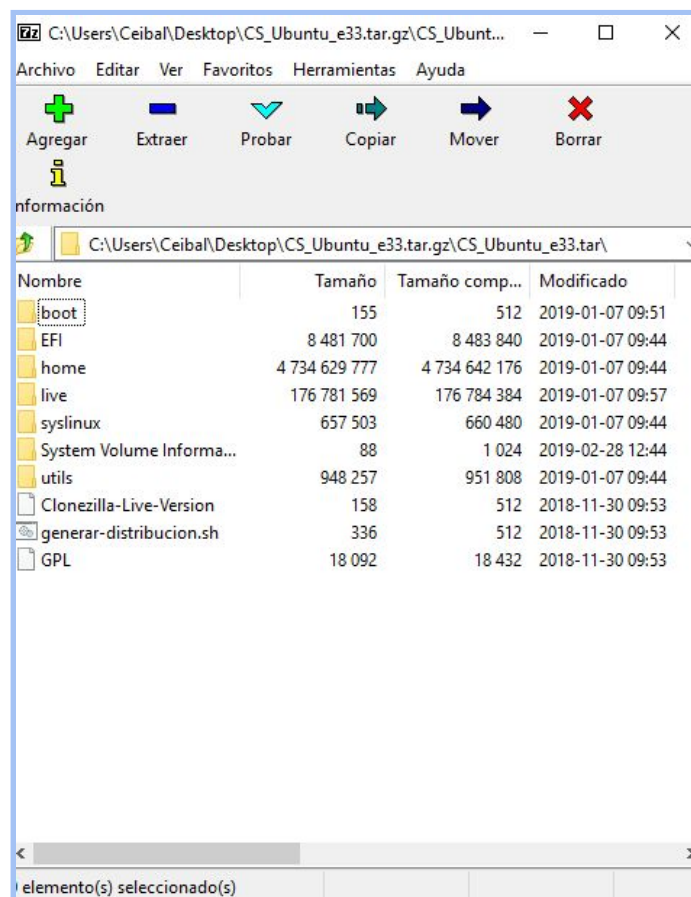 C:\Users\Ceibal\Desktop\CS_Ubuntu_e33.tar.gz\CS_Ubunt...
Archivo Editar Ver Favoritos Herramientas Ayuda
Agregar Extraer Probar Copiar Mover Borrar
nformación
C:\Users\Ceibal\Desktop\CS_Ubuntu_e33.tar.gz\CS_Ubuntu_e33.tar\
Nombre Tamaño Tamaño comp... Modificado
boot 155 512 2019-01-07 09:51
EFI 8 481 700 8 483 840 2019-01-07 09:44
home 4 734 629 777 4 734 642 176 2019-01-07 09:44
live 176 781 569 176 784 384 2019-01-07 09:57
syslinux 657 503 660 480 2019-01-07 09:44
System Volume Informa... 88 1 024 2019-02-28 12:44
utils 948 257 951 808 2019-01-07 09:44
Clonezilla-Live-Version 158 512 2018-11-30 09:53
generar-distribucion.sh 336 512 2018-11-30 09:53
GPL 18 092 18 432 2018-11-30 09:53
elemento(s) seleccionado(s)